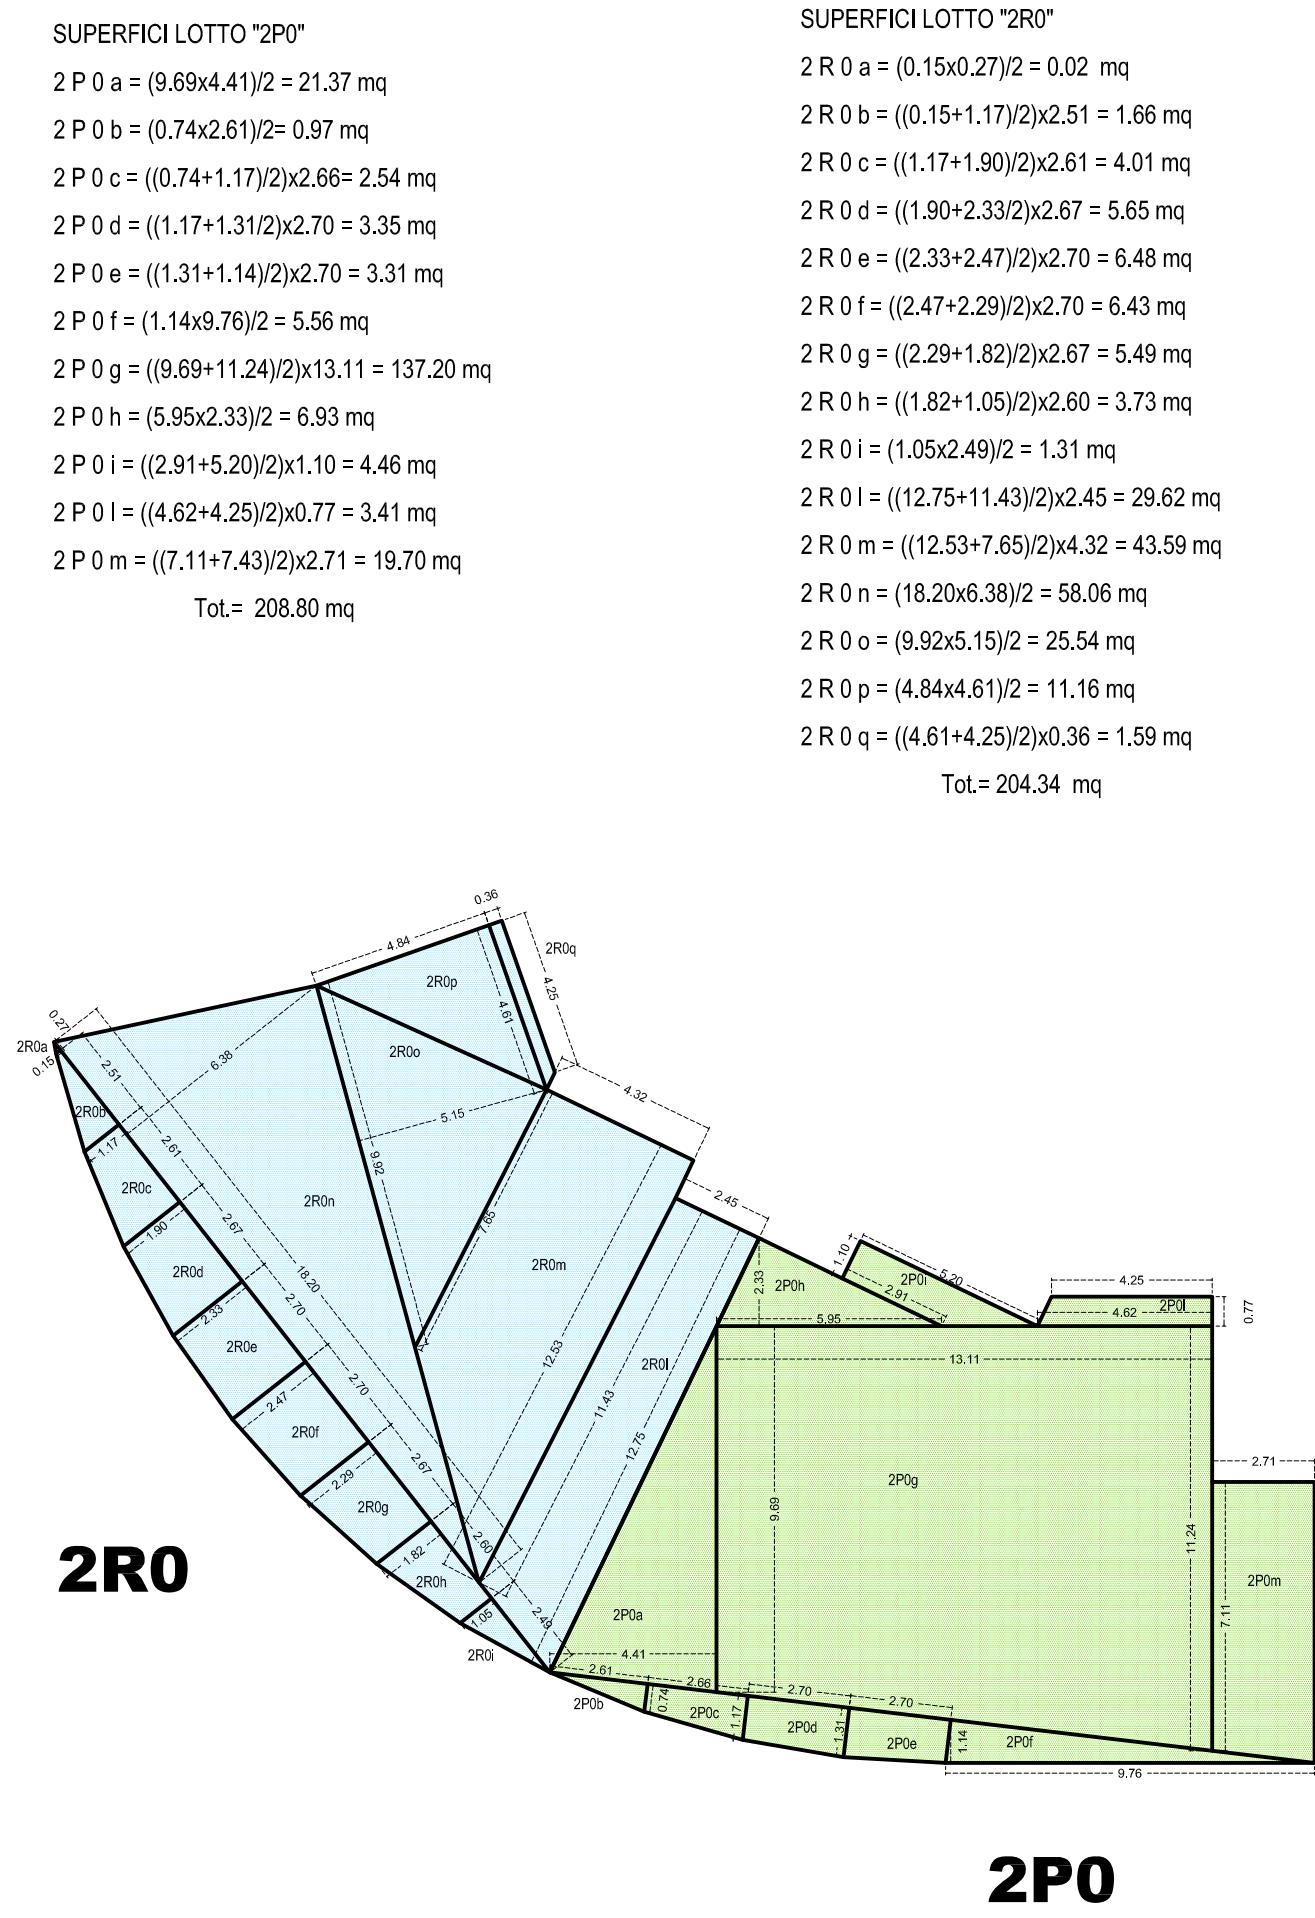 SUPERFICI LOTTO "2P0"
2 P 0 a = (9.69x4.41)/2 = 21.37 mq
2 P 0 b = (0.74x2.61)/2= 0.97 mq
2 P 0 c = ((0.74+1.17)/2)x2.66= 2.54 mq
2 P 0 d = ((1.17+1.31/2)x2.70 = 3.35 mq
2 P 0 e = ((1.31+1.14)/2)x2.70 = 3.31 mq
2 P 0 f = (1.14x9.76)/2 = 5.56 mq
2 P 0 g = ((9.69+11.24)/2)x13.11 = 137.20 mq
2 P 0 h = (5.95x2.33)/2 = 6.93 mq
2 P 0 i = ((2.91+5.20)/2)x1.10 = 4.46 mq
2 P 0 l = ((4.62+4.25)/2)x0.77 = 3.41 mq
2 P 0 m = ((7.11+7.43)/2)x2.71 = 19.70 mq
Tot.= 208.80 mq
SUPERFICI LOTTO "2R0"
2 R 0 a = (0.15x0.27)/2 = 0.02 mq
2 R 0 b = ((0.15+1.17)/2)x2.51 = 1.66 mq
2 R 0 c = ((1.17+1.90)/2)x2.61 = 4.01 mq
2 R 0 d = ((1.90+2.33/2)x2.67 = 5.65 mq
2 R 0 e = ((2.33+2.47)/2)x2.70 = 6.48 mq
2 R 0 f = ((2.47+2.29)/2)x2.70 = 6.43 mq
2 R 0 g = ((2.29+1.82)/2)x2.67 = 5.49 mq
2 R 0 h = ((1.82+1.05)/2)x2.60 = 3.73 mq
2 R 0 i = (1.05x2.49)/2 = 1.31 mq
2 R 0 l = ((12.75+11.43)/2)x2.45 = 29.62 mq
2 R 0 m = ((12.53+7.65)/2)x4.32 = 43.59 mq
2 R 0 n = (18.20x6.38)/2 = 58.06 mq
2 R 0 o = (9.92x5.15)/2 = 25.54 mq
2 R 0 p = (4.84x4.61)/2 = 11.16 mq
2 R 0 q = ((4.61+4.25)/2)x0.36 = 1.59 mq
Tot.= 204.34 mq
0.36
4.84
2R0q
2R0p
4.25
4.61
0.27
2R0a
0.15
2.51
6.38
2R0o
4.32
2R0b
5.15
1.17
2.61
9.92
2R0c
2R0n
2.45
1.90
2.67
7.65
2R0d
18.20
2R0m
2.33
2.70
2R0e
12.53
2R0l
2.47
2.70
11.43
2R0f
12.75
2.29
2.67
2R0g
2.60
1.82
2R0h
1.05
2.49
2R0i
2.33
2P0h
1.10
2P0i
5.20
2.91
5.95
4.25
2P0l
4.62
0.77
13.11
2P0g
2.71
9.69
11.24
2P0m
7.11
2P0a
4.41
2.61
2.66
2.70
2.70
2P0b
0.74
2P0c
1.17
2P0d
1.31
2P0e
1.14
2P0f
9.76
2R0
2P0